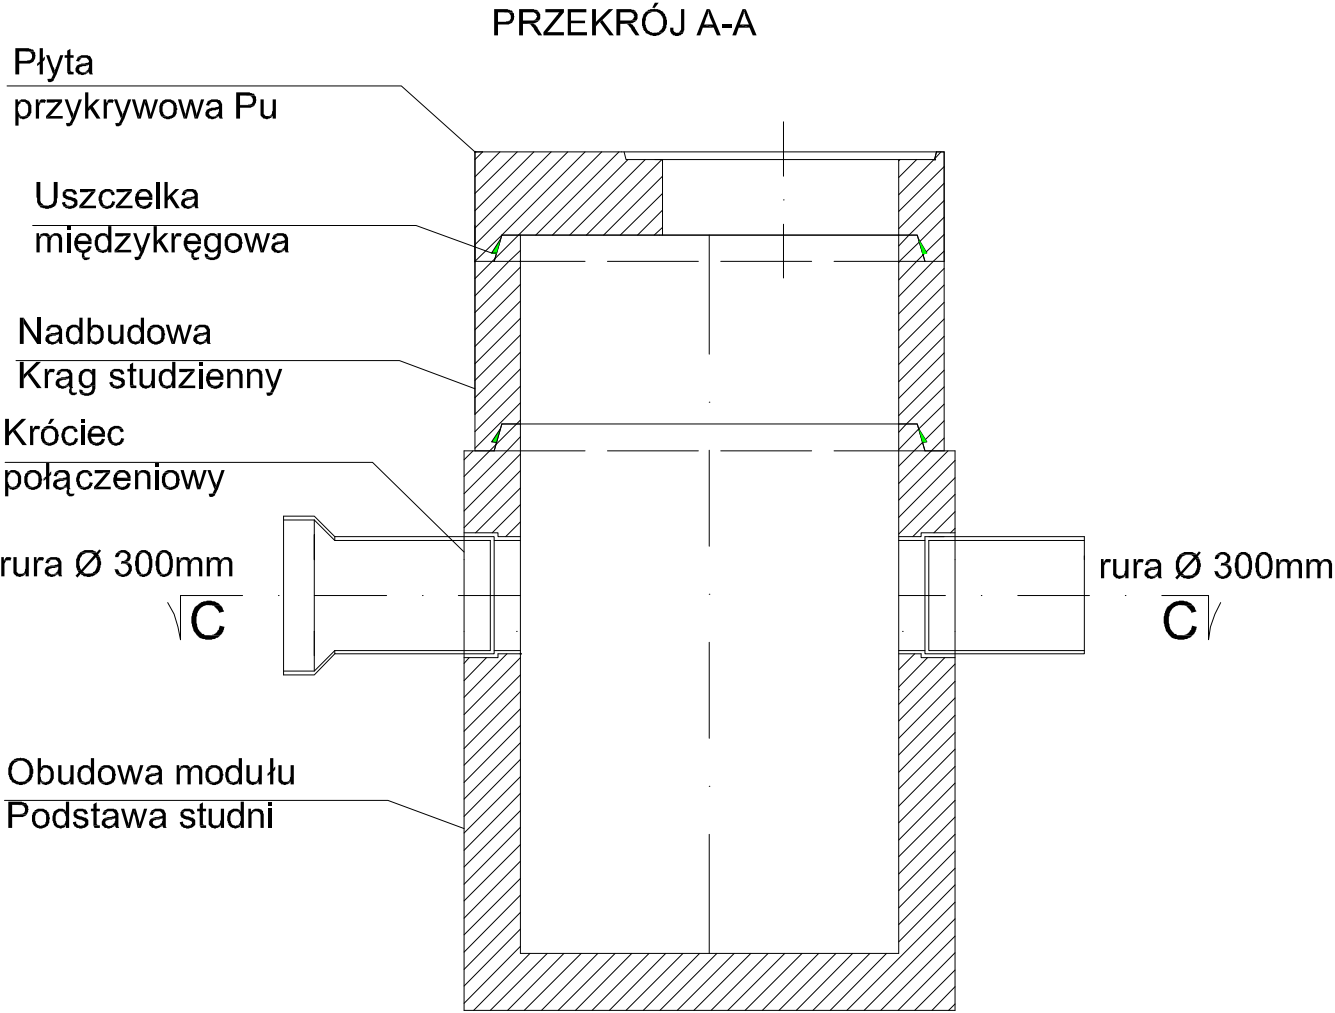 PRZEKRÓJ A-A
Płyta
przykrywowa Pu
Uszczelka
międzykręgowa
Nadbudowa
Krąg studzienny
Króciec
połączeniowy
rura Ø 300mm
C
rura Ø 300mm
C
Obudowa modułu
Podstawa studni